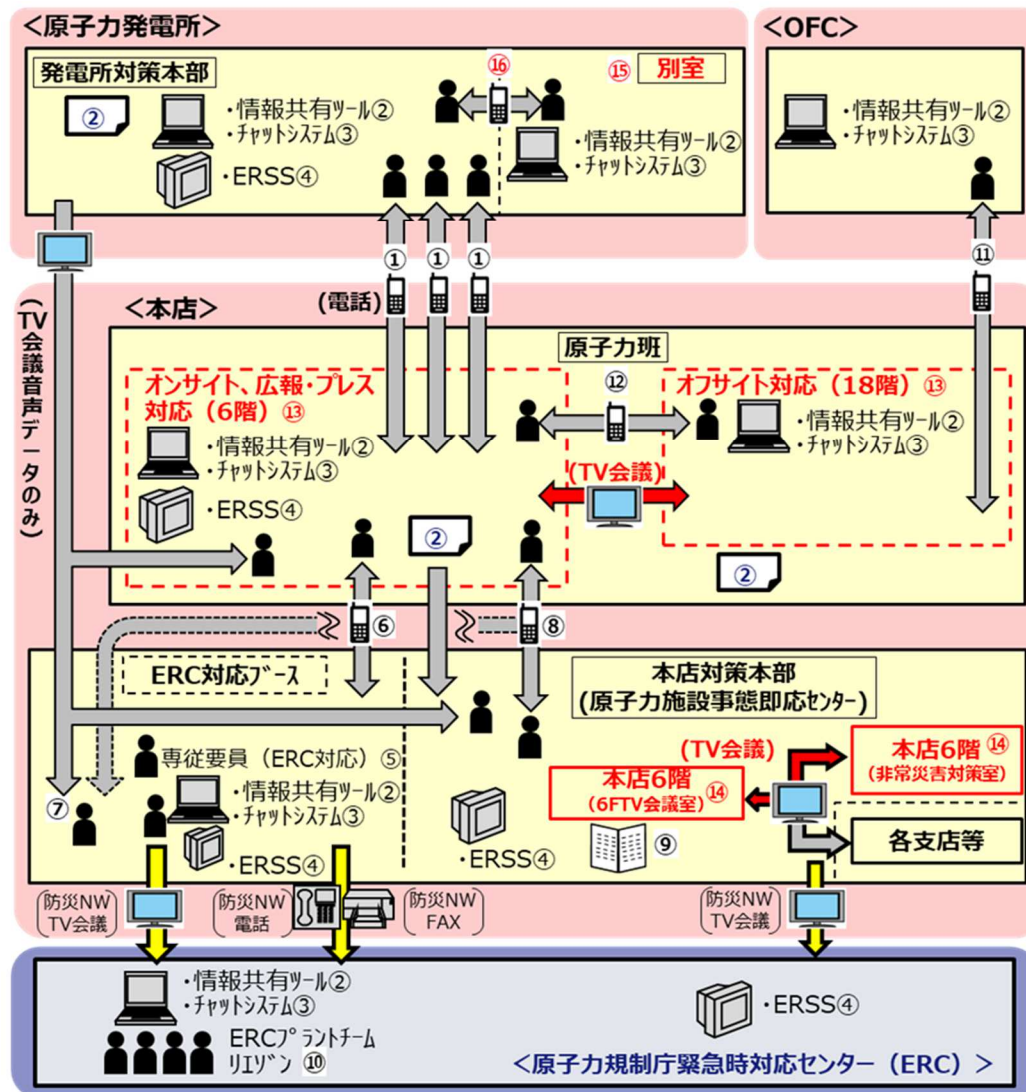 ＜原子力発電所＞
発電所対策本部
②
・情報共有ツール②
・チャットシステム③
・ERSS④
⑯
⑮ 別室
・情報共有ツール②
・チャットシステム③
＜OFC＞
・情報共有ツール②
・チャットシステム③
① ① ①
⑪
(TV会議音声データのみ)
＜本店＞
(電話)
原子力班
オンサイト、広報・プレス
対応（6階）⑬
・情報共有ツール②
・チャットシステム③
・ERSS④
⑫
オフサイト対応（18階）⑬
・情報共有ツール②
・チャットシステム③
(TV会議)
②
②
⑥
⑧
ERC対応ブース
本店対策本部
(原子力施設事態即応センター)
専従要員（ERC対応）⑤
・情報共有ツール②
・チャットシステム③
・ERSS④
⑦
・ERSS④
(TV会議)
本店6階 ⑭
(6FTV会議室)
本店6階 ⑭
(非常災害対策室)
⑨
各支店等
防災NW
TV会議
防災NW
電話
防災NW
FAX
防災NW
TV会議
・情報共有ツール②
・チャットシステム③
ERCプラントチーム
リエゾン ⑩
・ERSS④
＜原子力規制庁緊急時対応センター（ERC）＞